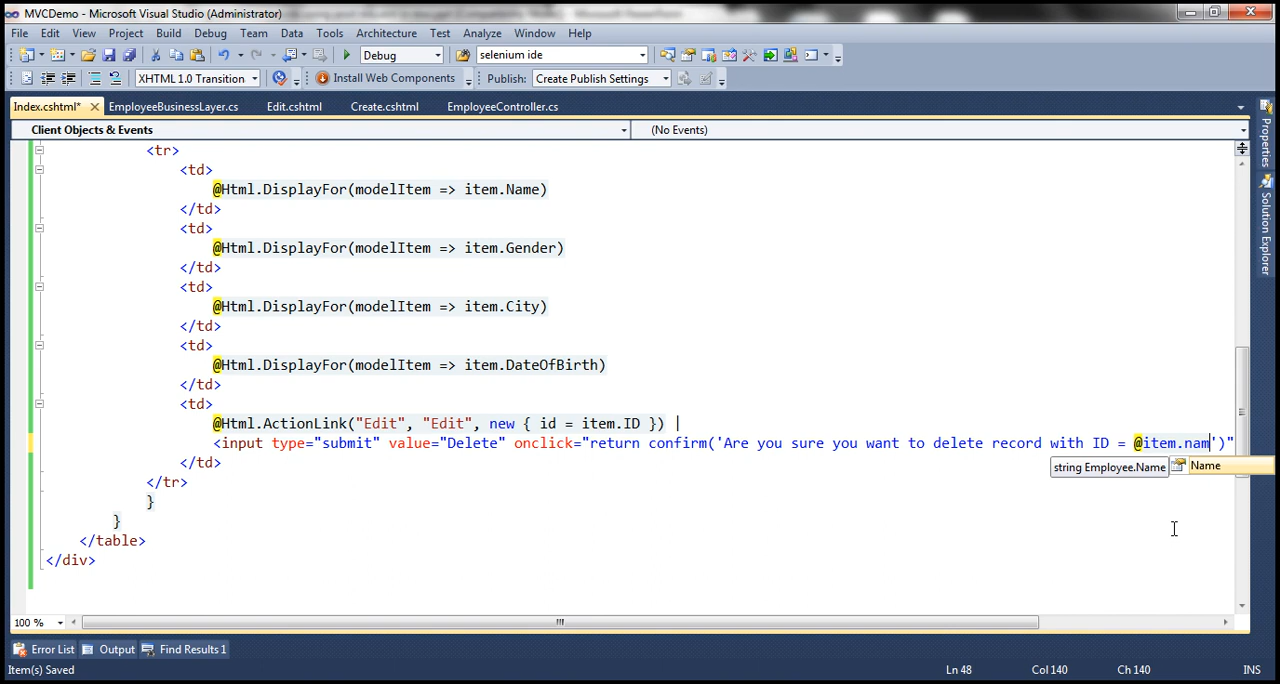 MVCDemo - Microsoft Visual Studio (Administrator)
File Edit View Project Build Debug Team Data Tools Architecture Test Analyze Window Help
Debug selenium ide
XHTML 1.0 Transition Install Web Components Publish: Create Publish Settings
Index.cshtml* EmployeeBusinessLayer.cs Edit.cshtml Create.cshtml EmployeeController.cs
Client Objects & Events (No Events)
Properties
Solution Explorer
<tr>
<td>
@Html.DisplayFor(modelItem => item.Name)
</td>
<td>
@Html.DisplayFor(modelItem => item.Gender)
</td>
<td>
@Html.DisplayFor(modelItem => item.City)
</td>
<td>
@Html.DisplayFor(modelItem => item.DateOfBirth)
</td>
<td>
@Html.ActionLink("Edit", "Edit", new { id = item.ID }) |
<input type="submit" value="Delete" onclick="return confirm('Are you sure you want to delete record with ID = @item.nam')"
string Employee.Name Name
</td>
</tr>
}
}
</table>
</div>
100 %
Error List Output Find Results 1
Item(s) Saved Ln 48 Col 140 Ch 140 INS